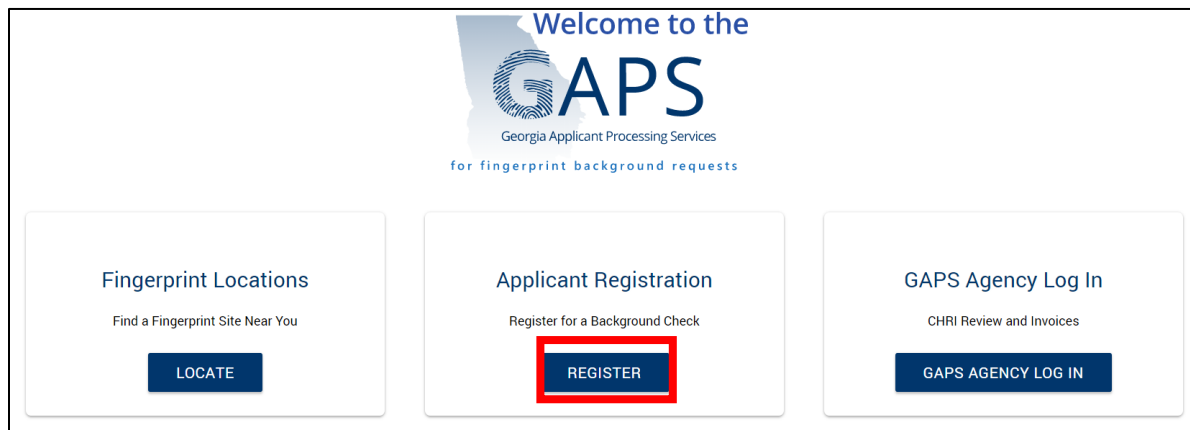 Welcome to the
GAPS
Georgia Applicant Processing Services
for fingerprint background requests
Fingerprint Locations
Find a Fingerprint Site Near You
LOCATE
Applicant Registration
Register for a Background Check
REGISTER
GAPS Agency Log In
CHRI Review and Invoices
GAPS AGENCY LOG IN